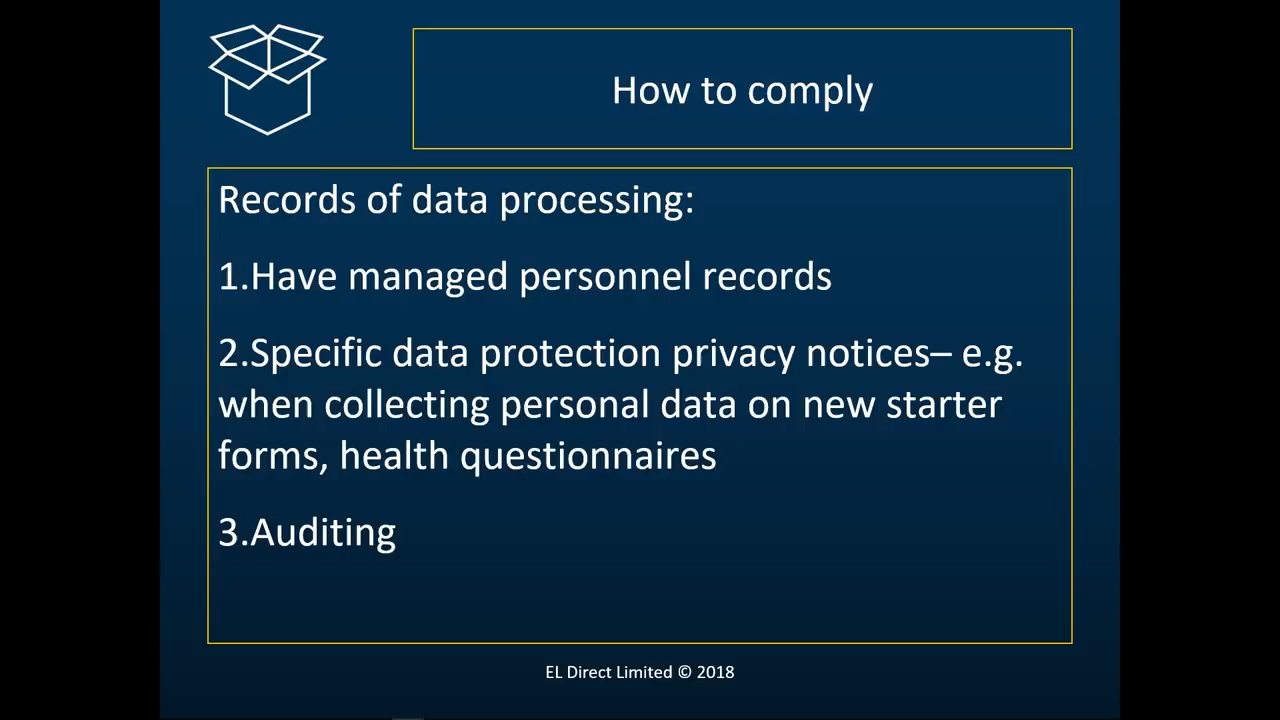 How to comply
Records of data processing:
1.Have managed personnel records
2.Specific data protection privacy notices– e.g.
when collecting personal data on new starter
forms, health questionnaires
3.Auditing
EL Direct Limited © 2018